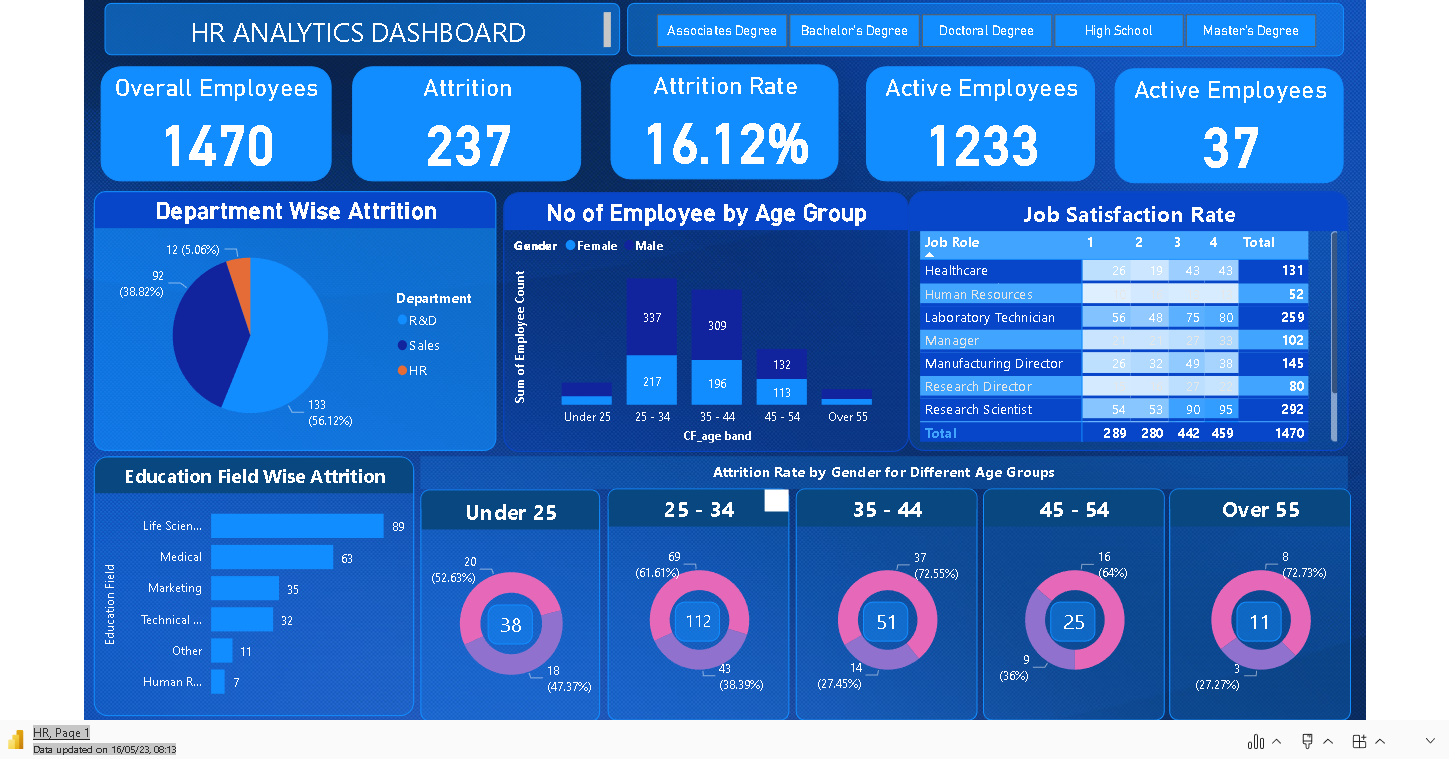 HR ANALYTICS DASHBOARD
Associates Degree Bachelor's Degree Doctoral Degree High School Master's Degree
Overall Employees
1470
Attrition
237
Attrition Rate
16.12%
Active Employees
1233
Active Employees
37
Department Wise Attrition
12 (5.06%)
92
(38.82%)
133
(56.12%)
Department
R&D
Sales
HR
No of Employee by Age Group
Gender Female Male
Sum of Employee Count
337
217
309
196
132
113
Under 25 25 - 34 35 - 44 45 - 54 Over 55
CF_age band
Job Satisfaction Rate
Job Role 1 2 3 4 Total
Healthcare 26 19 43 43 131
Human Resources 52
Laboratory Technician 56 48 75 80 259
Manager 27 33 102
Manufacturing Director 26 32 49 38 145
Research Director 27 80
Research Scientist 54 53 90 95 292
Total 289 280 442 459 1470
Education Field Wise Attrition
Education Field
Life Scien... 89
Medical 63
Marketing 35
Technical ... 32
Other 11
Human R... 7
Attrition Rate by Gender for Different Age Groups
Under 25
20
(52.63%)
38
18
(47.37%)
25 - 34
69
(61.61%)
112
43
(38.39%)
35 - 44
37
(72.55%)
51
14
(27.45%)
45 - 54
16
(64%)
25
9
(36%)
Over 55
8
(72.73%)
11
3
(27.27%)
HR, Page 1
Data updated on 16/05/23, 08:13